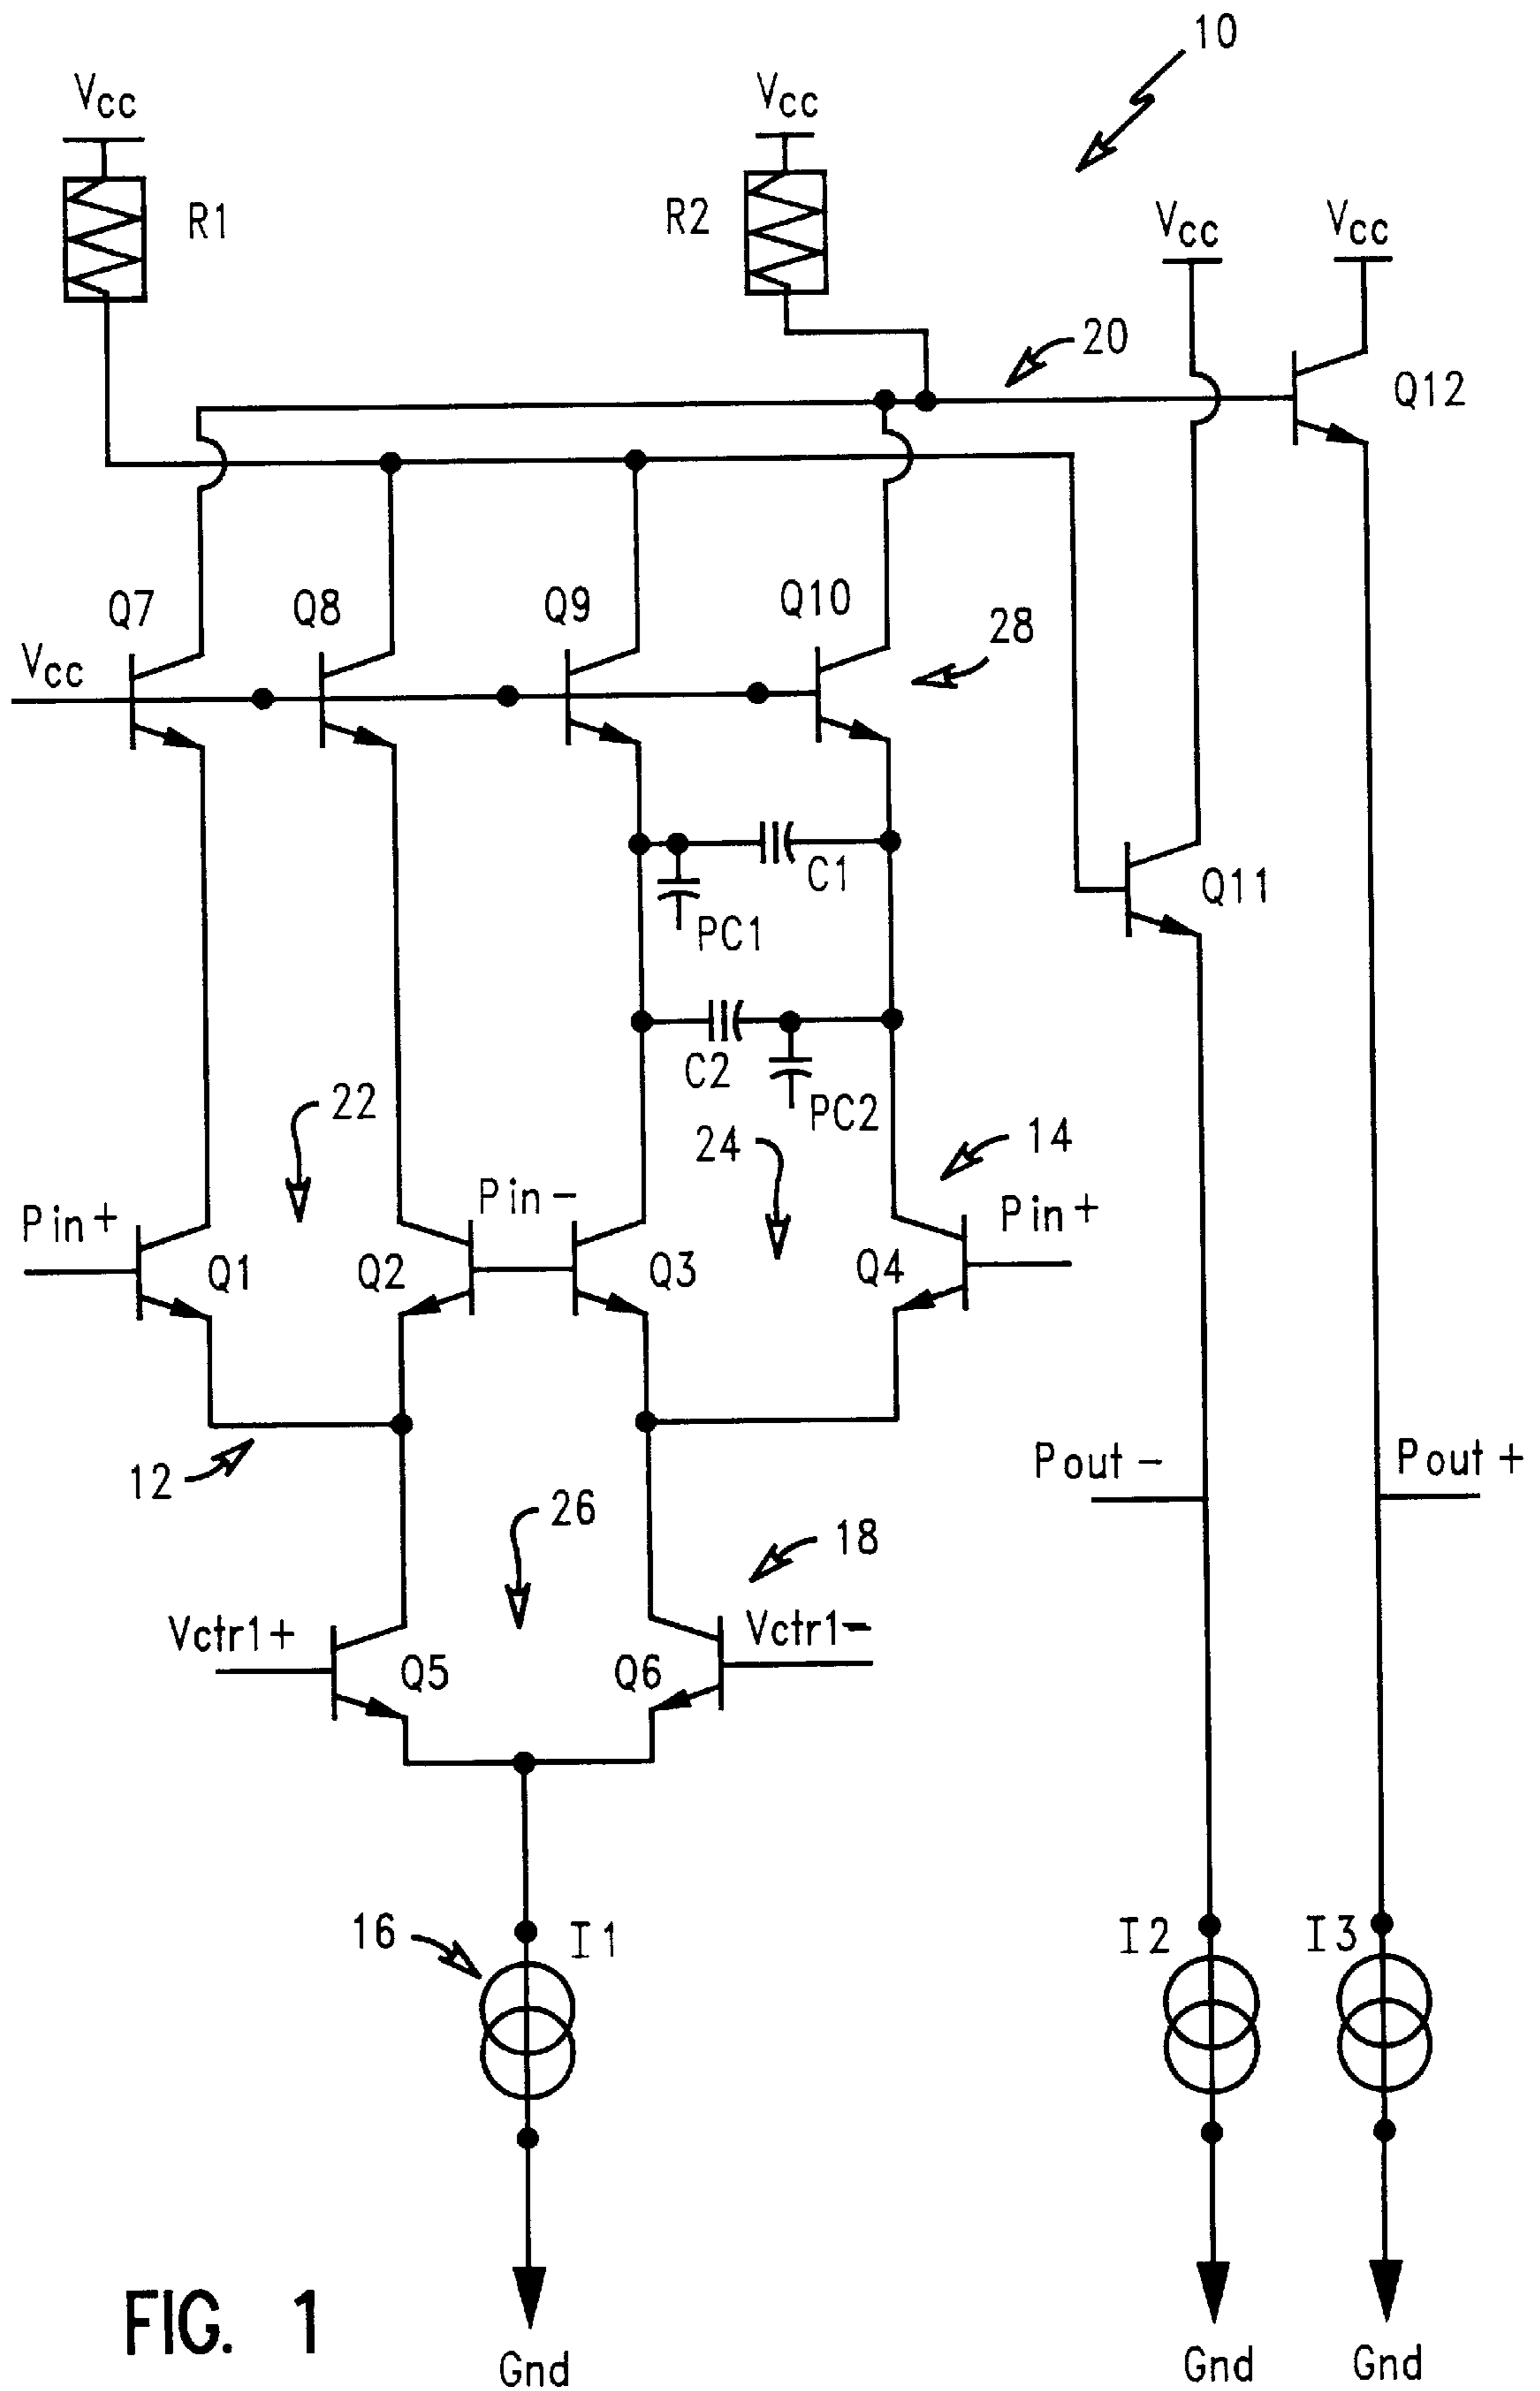 10
Vcc
Vcc
R1
R2
Vcc
Vcc
20
Q12
Q7
Q8
Q9
Q10
28
Vcc
C1
Q11
PC1
C2
22
PC2
24
14
Pin+
Pin-
Pin+
Q1
Q2
Q3
Q4
12
Pout-
Pout+
26
18
Vctr1+
Vctr1-
Q5
Q6
16
I1
I2
I3
FIG. 1
Gnd
Gnd
Gnd